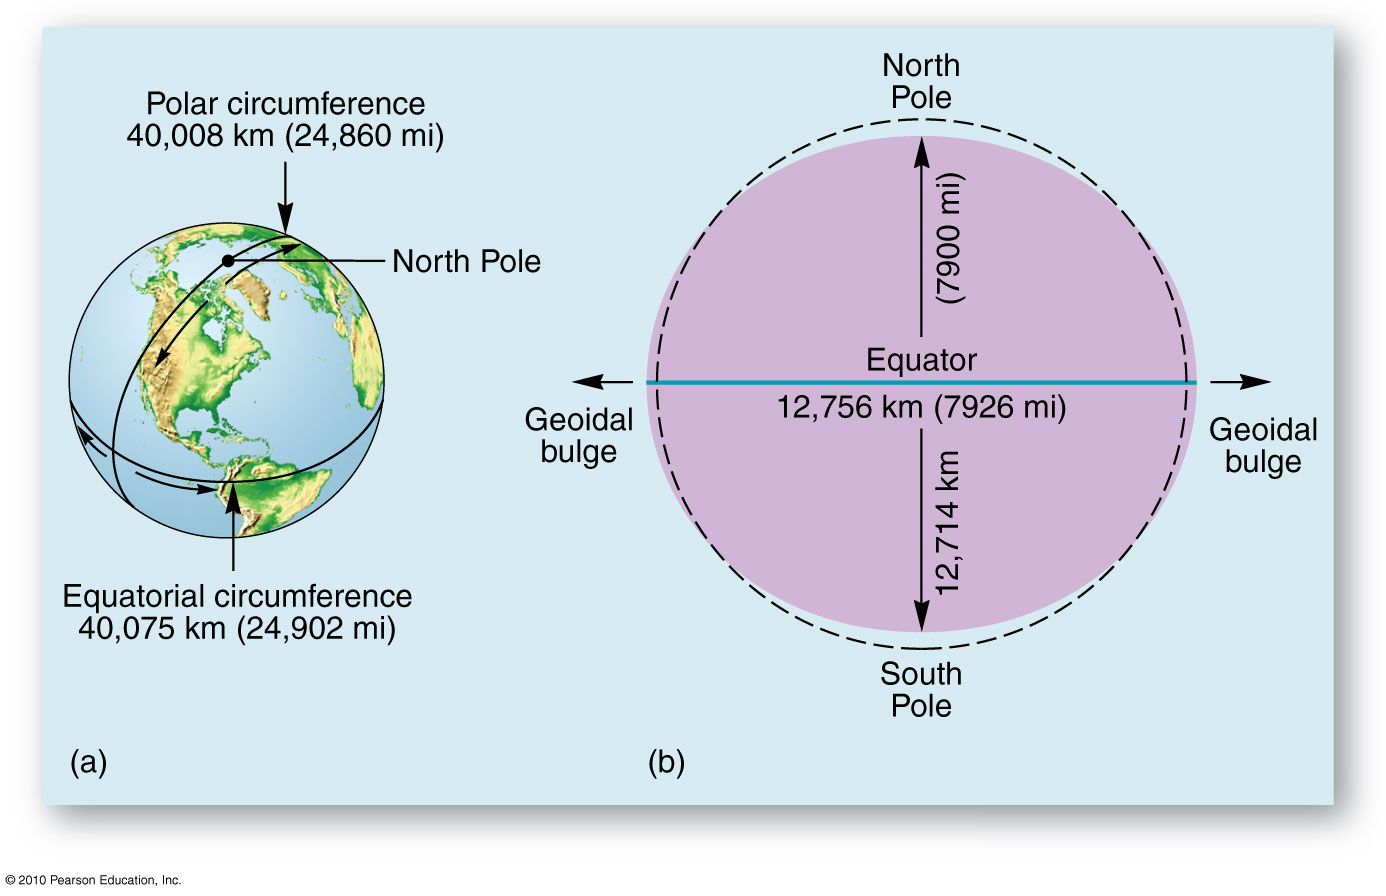 Polar circumference
40,008 km (24,860 mi)
North Pole
Equatorial circumference
40,075 km (24,902 mi)
(a)
North
Pole
(7900 mi)
Equator
12,756 km (7926 mi)
Geoidal
bulge
Geoidal
bulge
12,714 km
South
Pole
(b)
© 2010 Pearson Education, Inc.